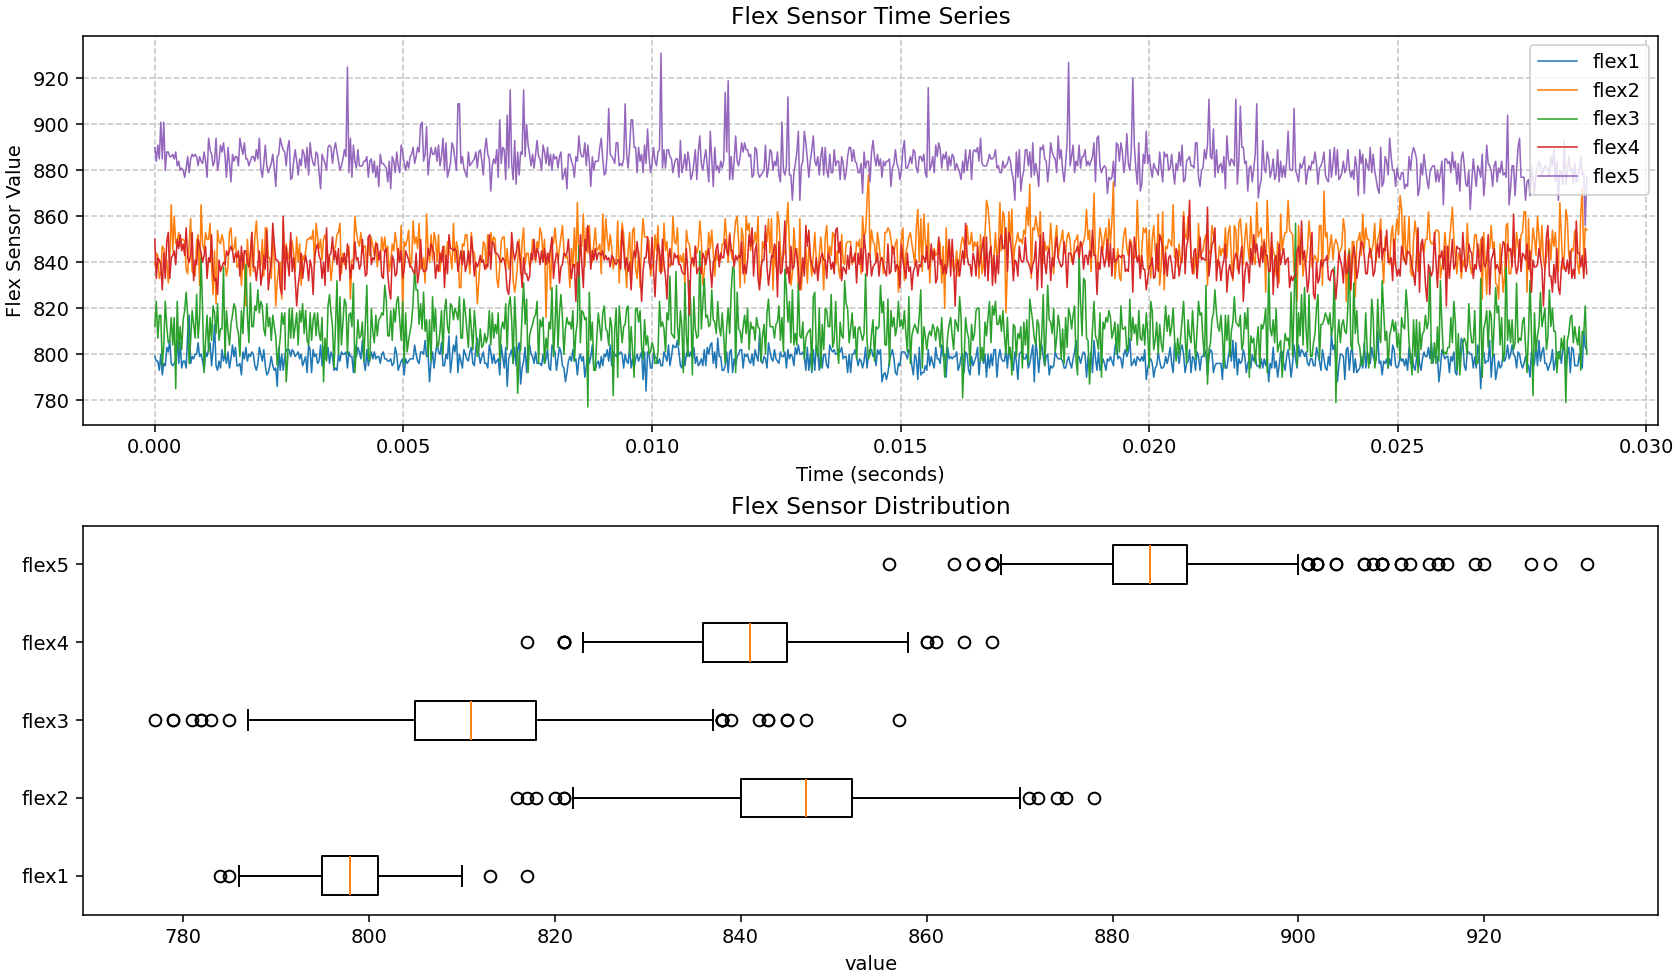 Flex Sensor Time Series
Flex Sensor Value
920
900
880
860
840
820
800
780
flex1
flex2
flex3
flex4
flex5
0.000 0.005 0.010 0.015 0.020 0.025 0.030
Time (seconds)
Flex Sensor Distribution
flex5
flex4
flex3
flex2
flex1
780 800 820 840 860 880 900 920
value